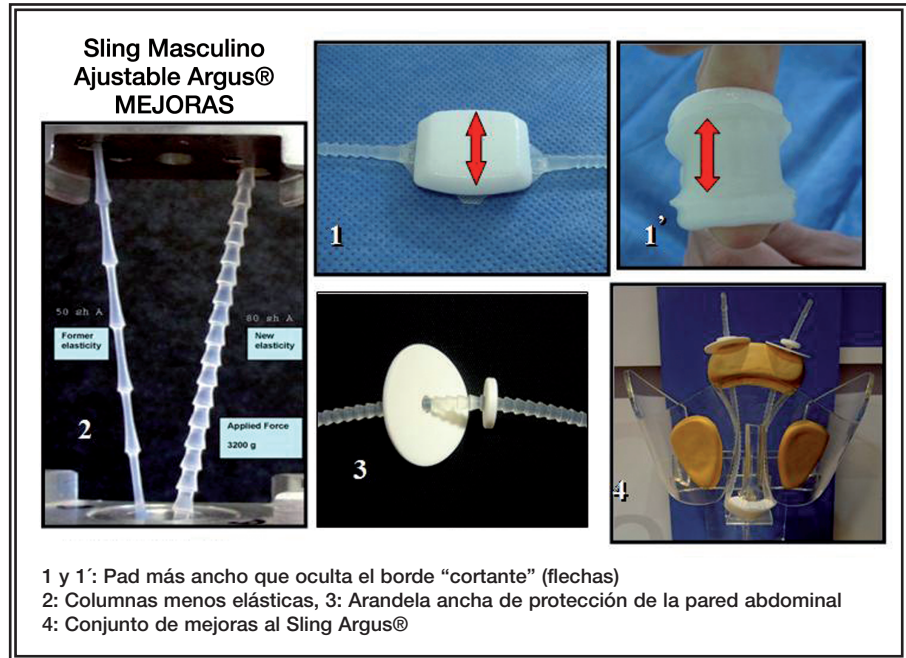 Sling Masculino
Ajustable Argus®
MEJORAS
1
1’
50 sh A
80 sh A
Former
elasticity
New
elasticity
Applied Force
3200 g
2
3
4
1 y 1´: Pad más ancho que oculta el borde “cortante” (flechas)
2: Columnas menos elásticas, 3: Arandela ancha de protección de la pared abdominal
4: Conjunto de mejoras al Sling Argus®